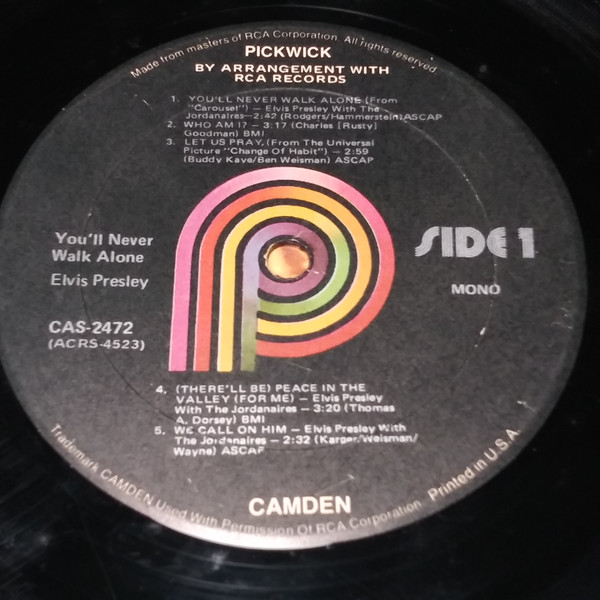 Made from masters of RCA Corporation. All rights reserved.
PICKWICK
BY ARRANGEMENT WITH
RCA RECORDS
1. YOU'LL NEVER WALK ALONE (From
"Carousel") — Elvis Presley With The
Jordanaires—2:42 (Rodgers/Hammerstein)ASCAP
2. WHO AM I? — 3:17 (Charles [Rusty]
Goodman) BMI
3. LET US PRAY, (From The Universal
Picture "Change Of Habit") — 2:59
(Buddy Kaye/Ben Weisman) ASCAP
You'll Never
Walk Alone
Elvis Presley
CAS-2472
(ACRS-4523)
SIDE 1
MONO
4. (THERE'LL BE) PEACE IN THE
VALLEY (FOR ME) — Elvis Presley
With The Jordanaires — 3:20 (Thomas
A. Dorsey) BMI
5. WE CALL ON HIM — Elvis Presley With
The Jordanaires — 2:32 (Karger/Weisman/
Wayne) ASCAP
CAMDEN
Trademark CAMDEN Used With Permission Of RCA Corporation Printed in U.S.A.